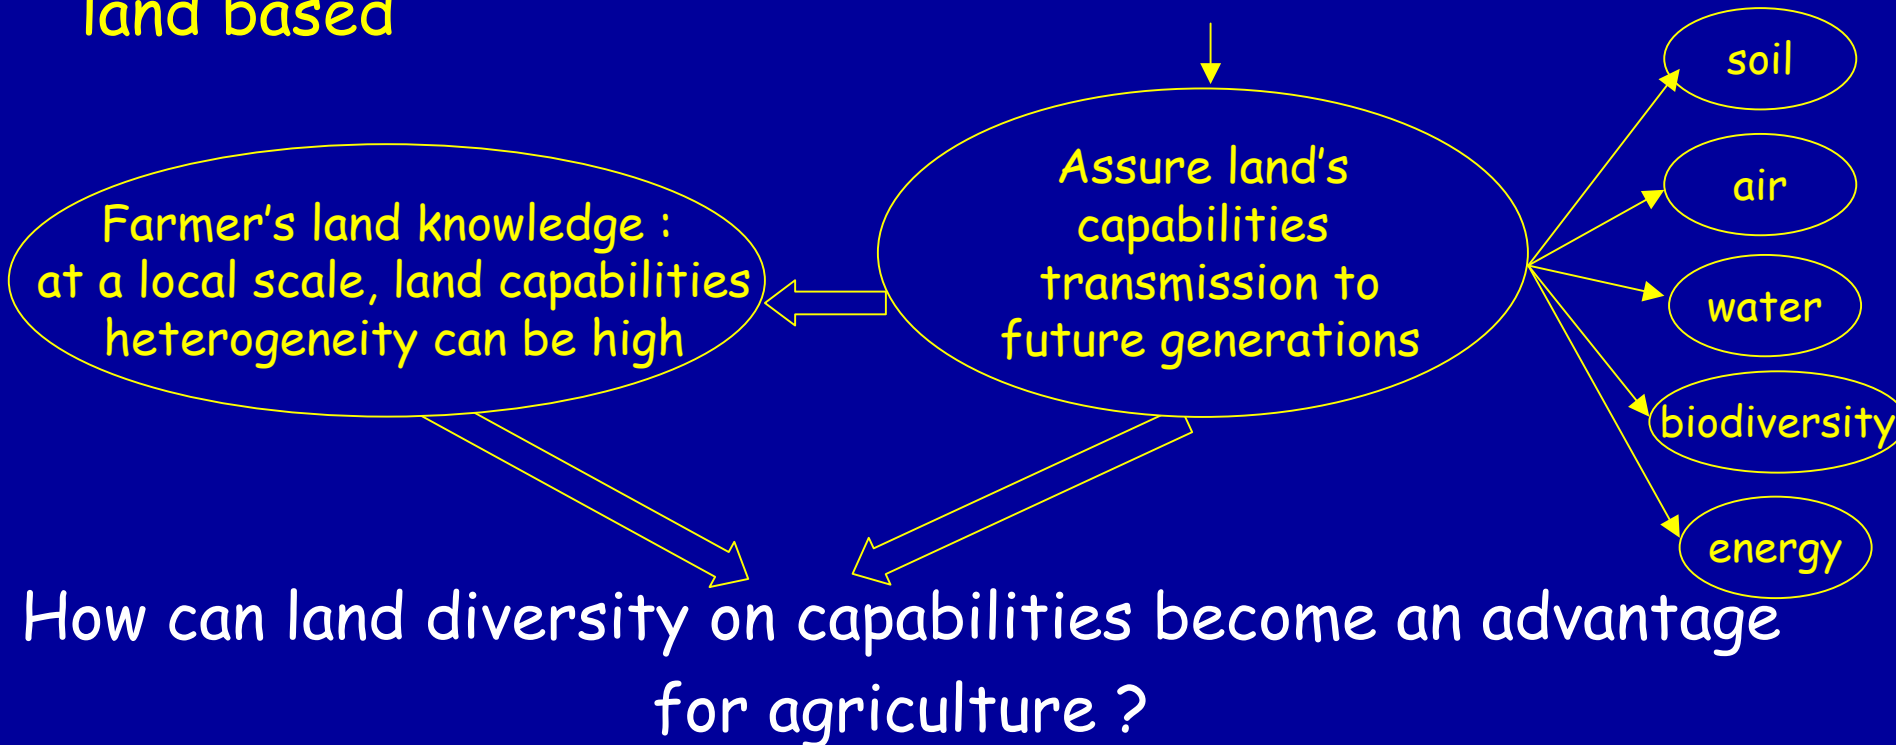 land based
Farmer's land knowledge :
at a local scale, land capabilities
heterogeneity can be high
Assure land's
capabilities
transmission to
future generations
soil
air
water
biodiversity
energy
How can land diversity on capabilities become an advantage
for agriculture ?